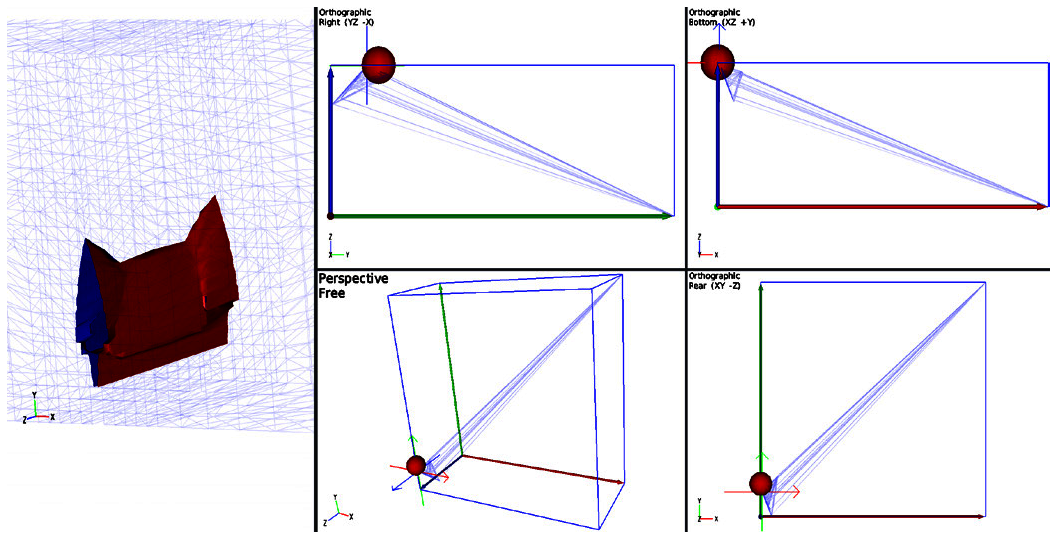 Y
Z
X
Orthographic
Right (YZ -X)
Z
X
Y
Orthographic
Bottom (XZ +Y)
Z
Y
X
Perspective
Free
Y
Z
X
Orthographic
Rear (XY -Z)
Y
Z
X